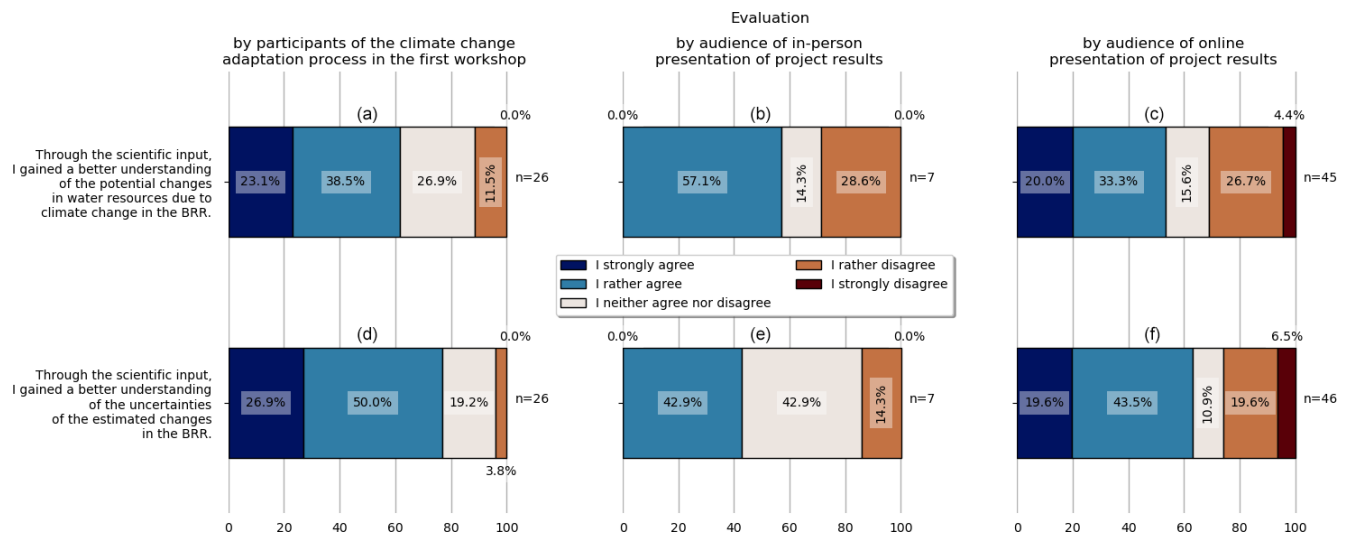 Evaluation
by participants of the climate change
adaptation process in the first workshop
by audience of in-person
presentation of project results
by audience of online
presentation of project results
(a)
0.0%
0.0%
(b)
0.0%
(c)
4.4%
Through the scientific input,
I gained a better understanding
of the potential changes
in water resources due to
climate change in the BRR.
23.1%
38.5%
26.9%
11.5%
n=26
57.1%
14.3%
28.6%
n=7
20.0%
33.3%
15.6%
26.7%
n=45
I strongly agree
I rather agree
I neither agree nor disagree
I rather disagree
I strongly disagree
(d)
0.0%
0.0%
(e)
0.0%
(f)
6.5%
Through the scientific input,
I gained a better understanding
of the uncertainties
of the estimated changes
in the BRR.
26.9%
50.0%
19.2%
3.8%
n=26
42.9%
42.9%
14.3%
n=7
19.6%
43.5%
10.9%
19.6%
n=46
0 20 40 60 80 100
0 20 40 60 80 100
0 20 40 60 80 100